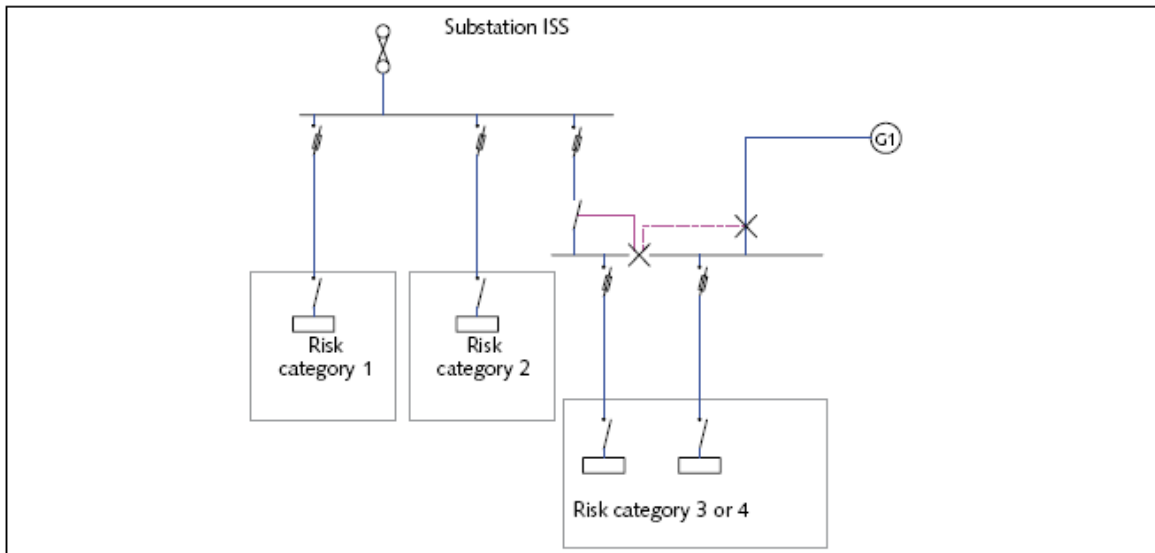 Substation ISS
G1
Risk
category 1
Risk
category 2
Risk category 3 or 4